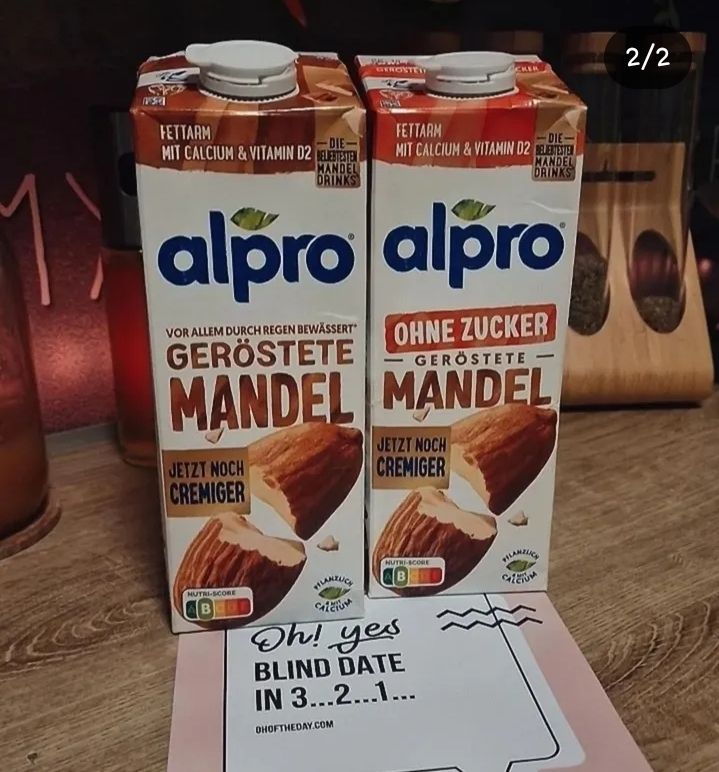 2/2
FETTARM
MIT CALCIUM & VITAMIN D2
DIE
BELIEBTESTEN
MANDEL
DRINKS
alpro®
VOR ALLEM DURCH REGEN BEWÄSSERT*
GERÖSTETE
MANDEL
JETZT NOCH
CREMIGER
NUTRI-SCORE
B
PFLANZLICH
& MIT
CALCIUM
FETTARM
MIT CALCIUM & VITAMIN D2
DIE
BELIEBTESTEN
MANDEL
DRINKS
alpro®
OHNE ZUCKER
GERÖSTETE
MANDEL
JETZT NOCH
CREMIGER
NUTRI-SCORE
B
PFLANZLICH
& MIT
CALCIUM
Oh! yes
BLIND DATE
IN 3...2...1...
OHOFTHEDAY.COM